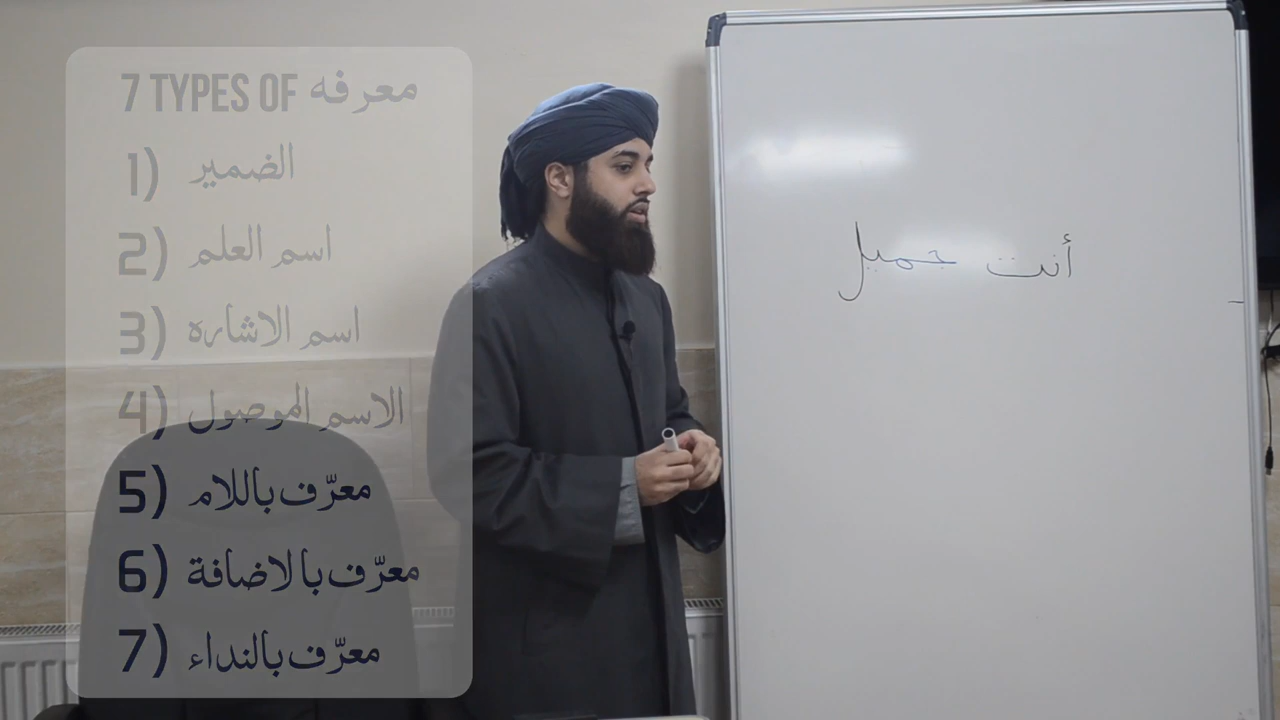 7 TYPES OF معرفه
1) الضمير
2) اسم العلم
3) اسم الاشاره
4) الاسم الموصول
5) معرّف باللام
6) معرّف بالاضافة
7) معرّف بالنداء
أنت جميل